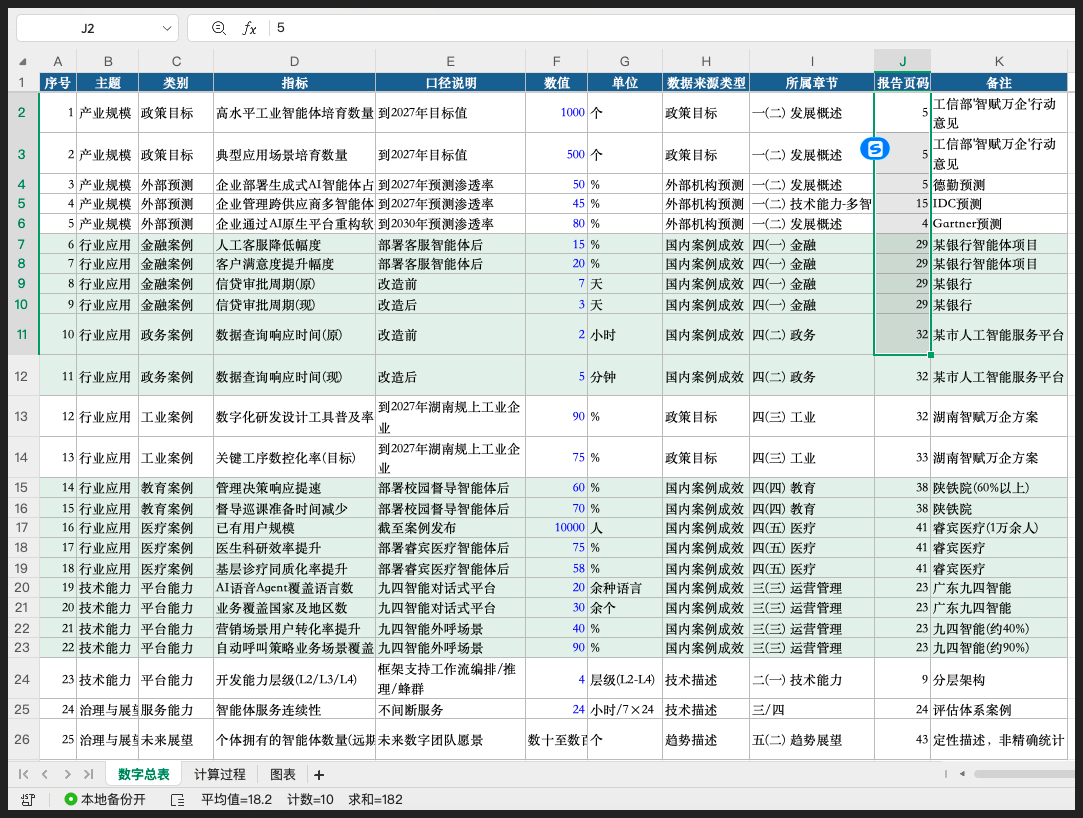 J2 fx 5
A B C D E F G H I J K
1 序号 主题 类别 指标 口径说明 数值 单位 数据来源类型 所属章节 报告页码 备注
2 1 产业规模 政策目标 高水平工业智能体培育数量 到2027年目标值 1000 个 政策目标 一(二) 发展概述 5 工信部'智赋万企'行动
意见
3 2 产业规模 政策目标 典型应用场景培育数量 到2027年目标值 500 个 政策目标 一(二) 发展概述 5 工信部'智赋万企'行动
意见
4 3 产业规模 外部预测 企业部署生成式AI智能体占 到2027年预测渗透率 50 % 外部机构预测 一(二) 发展概述 5 德勤预测
5 4 产业规模 外部预测 企业管理跨供应商多智能体 到2027年预测渗透率 45 % 外部机构预测 一(二) 技术能力-多智 15 IDC预测
6 5 产业规模 外部预测 企业通过AI原生平台重构软 到2030年预测渗透率 80 % 外部机构预测 一(二) 发展概述 4 Gartner预测
7 6 行业应用 金融案例 人工客服降低幅度 部署客服智能体后 15 % 国内案例成效 四(一) 金融 29 某银行智能体项目
8 7 行业应用 金融案例 客户满意度提升幅度 部署客服智能体后 20 % 国内案例成效 四(一) 金融 29 某银行智能体项目
9 8 行业应用 金融案例 信贷审批周期(原) 改造前 7 天 国内案例成效 四(一) 金融 29 某银行
10 9 行业应用 金融案例 信贷审批周期(现) 改造后 3 天 国内案例成效 四(一) 金融 29 某银行
11 10 行业应用 政务案例 数据查询响应时间(原) 改造前 2 小时 国内案例成效 四(二) 政务 32 某市人工智能服务平台
12 11 行业应用 政务案例 数据查询响应时间(现) 改造后 5 分钟 国内案例成效 四(二) 政务 32 某市人工智能服务平台
13 12 行业应用 工业案例 数字化研发设计工具普及率 到2027年湖南规上工业企
业 90 % 政策目标 四(三) 工业 32 湖南智赋万企方案
14 13 行业应用 工业案例 关键工序数控化率(目标) 到2027年湖南规上工业企
业 75 % 政策目标 四(三) 工业 33 湖南智赋万企方案
15 14 行业应用 教育案例 管理决策响应提速 部署校园督导智能体后 60 % 国内案例成效 四(四) 教育 38 陕铁院(60%以上)
16 15 行业应用 教育案例 督导巡课准备时间减少 部署校园督导智能体后 70 % 国内案例成效 四(四) 教育 38 陕铁院
17 16 行业应用 医疗案例 已有用户规模 截至案例发布 10000 人 国内案例成效 四(五) 医疗 41 睿宾医疗(1万余人)
18 17 行业应用 医疗案例 医生科研效率提升 部署睿宾医疗智能体后 75 % 国内案例成效 四(五) 医疗 41 睿宾医疗
19 18 行业应用 医疗案例 基层诊疗同质化率提升 部署睿宾医疗智能体后 58 % 国内案例成效 四(五) 医疗 41 睿宾医疗
20 19 技术能力 平台能力 AI语音Agent覆盖语言数 九四智能对话式平台 20 余种语言 国内案例成效 三(三) 运营管理 23 广东九四智能
21 20 技术能力 平台能力 业务覆盖国家及地区数 九四智能对话式平台 30 余个 国内案例成效 三(三) 运营管理 23 广东九四智能
22 21 技术能力 平台能力 营销场景用户转化率提升 九四智能外呼场景 40 % 国内案例成效 三(三) 运营管理 23 九四智能(约40%)
23 22 技术能力 平台能力 自动呼叫策略业务场景覆盖 九四智能外呼场景 90 % 国内案例成效 三(三) 运营管理 23 九四智能(约90%)
24 23 技术能力 平台能力 开发能力层级(L2/L3/L4) 框架支持工作流编排/推
理/蜂群 4 层级(L2-L4) 技术描述 二(一) 技术能力 9 分层架构
25 24 治理与展望 服务能力 智能体服务连续性 不间断服务 24 小时/7×24 技术描述 三/四 24 评估体系案例
26 25 治理与展望 未来展望 个体拥有的智能体数量(远期 未来数字团队愿景 数十至数百 个 趋势描述 五(二) 趋势展望 43 定性描述，非精确统计
数字总表 计算过程 图表 +
本地备份开 平均值=18.2 计数=10 求和=182